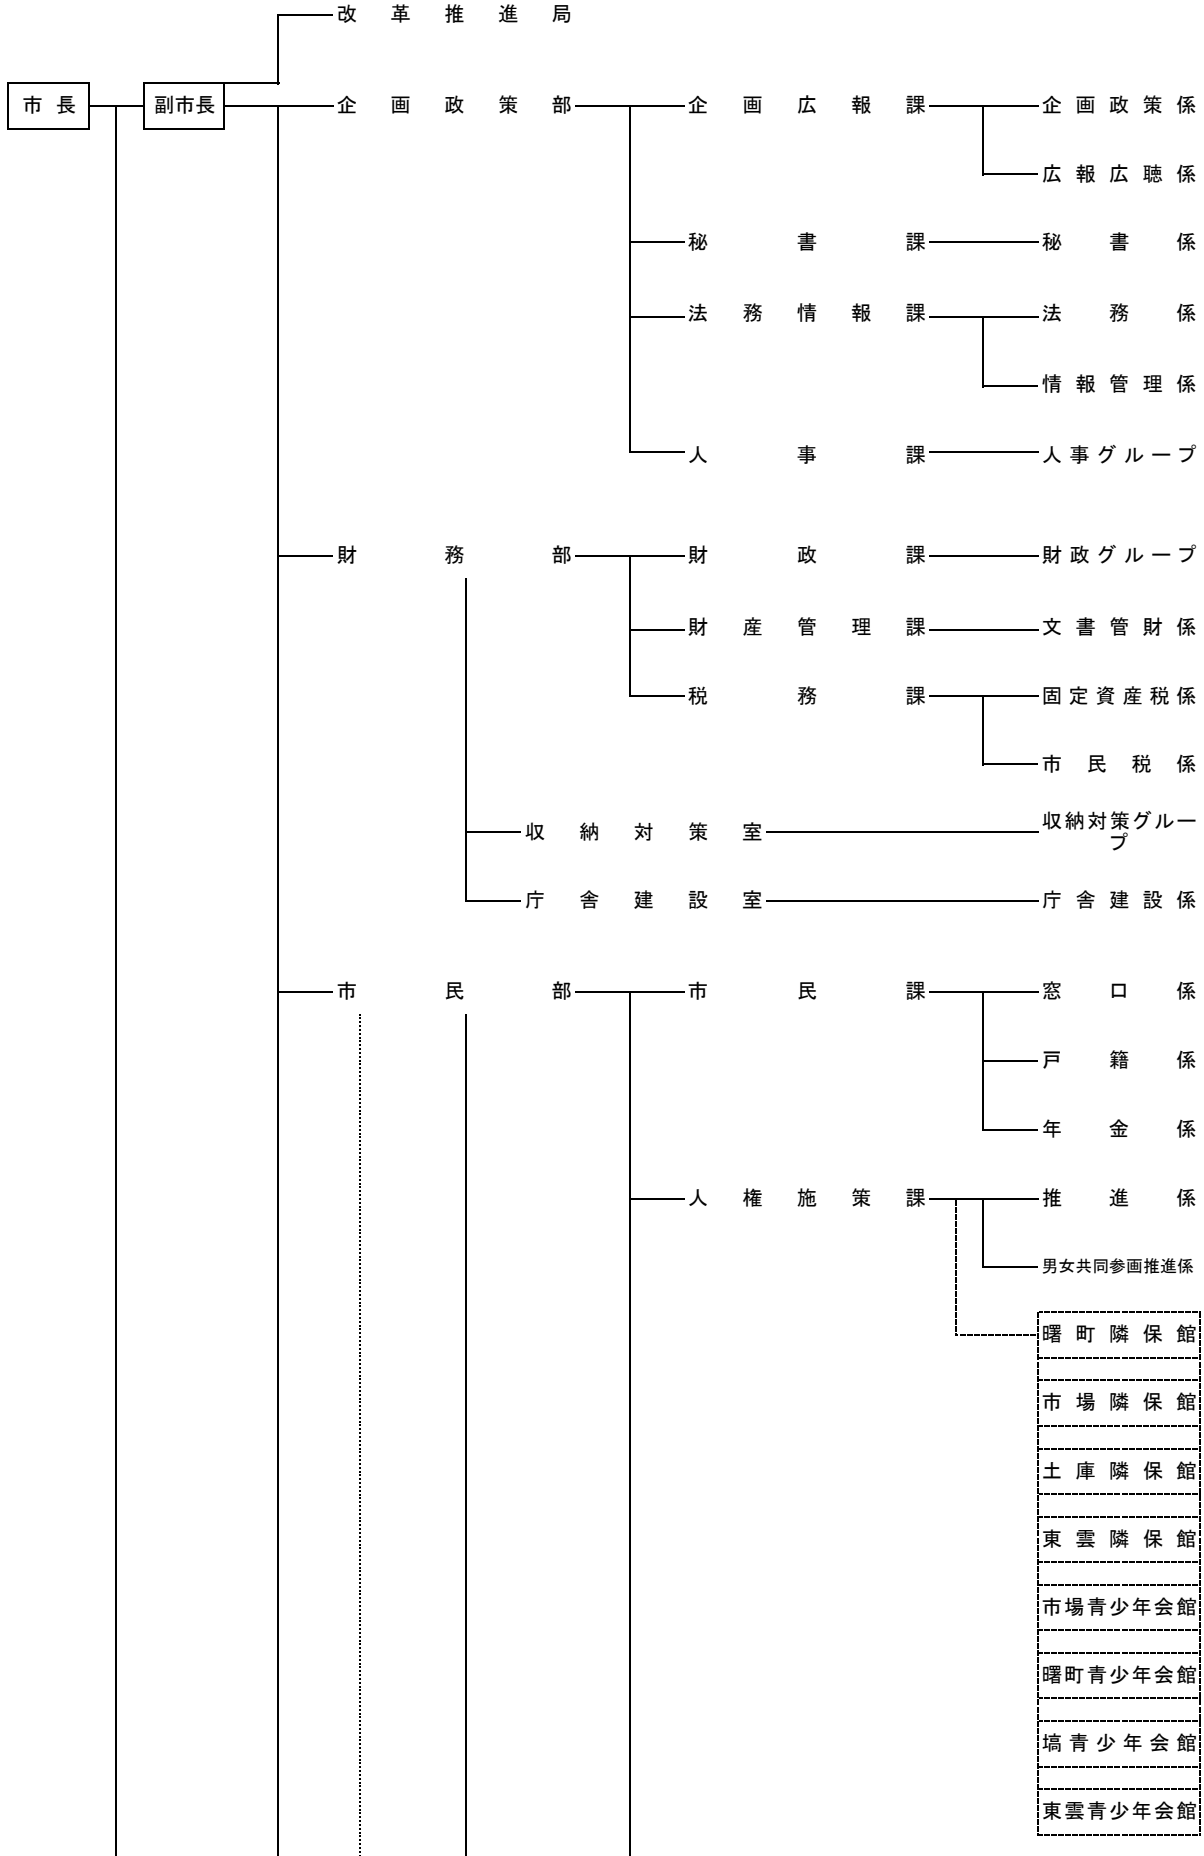 改革推進局
市長 副市長 企画政策部 企画広報課 企画政策係
広報広聴係
秘書課 秘書係
法務情報課 法務係
情報管理係
人事課 人事グループ
財務部 財政課 財政グループ
財産管理課 文書管財係
税務課 固定資産税係
市民税係
収納対策室 収納対策グルー
プ
庁舎建設室 庁舎建設係
市民部 市民課 窓口係
戸籍係
年金係
人権施策課 推進係
男女共同参画推進係
曙町隣保館
市場隣保館
土庫隣保館
東雲隣保館
市場青少年会館
曙町青少年会館
塙青少年会館
東雲青少年会館